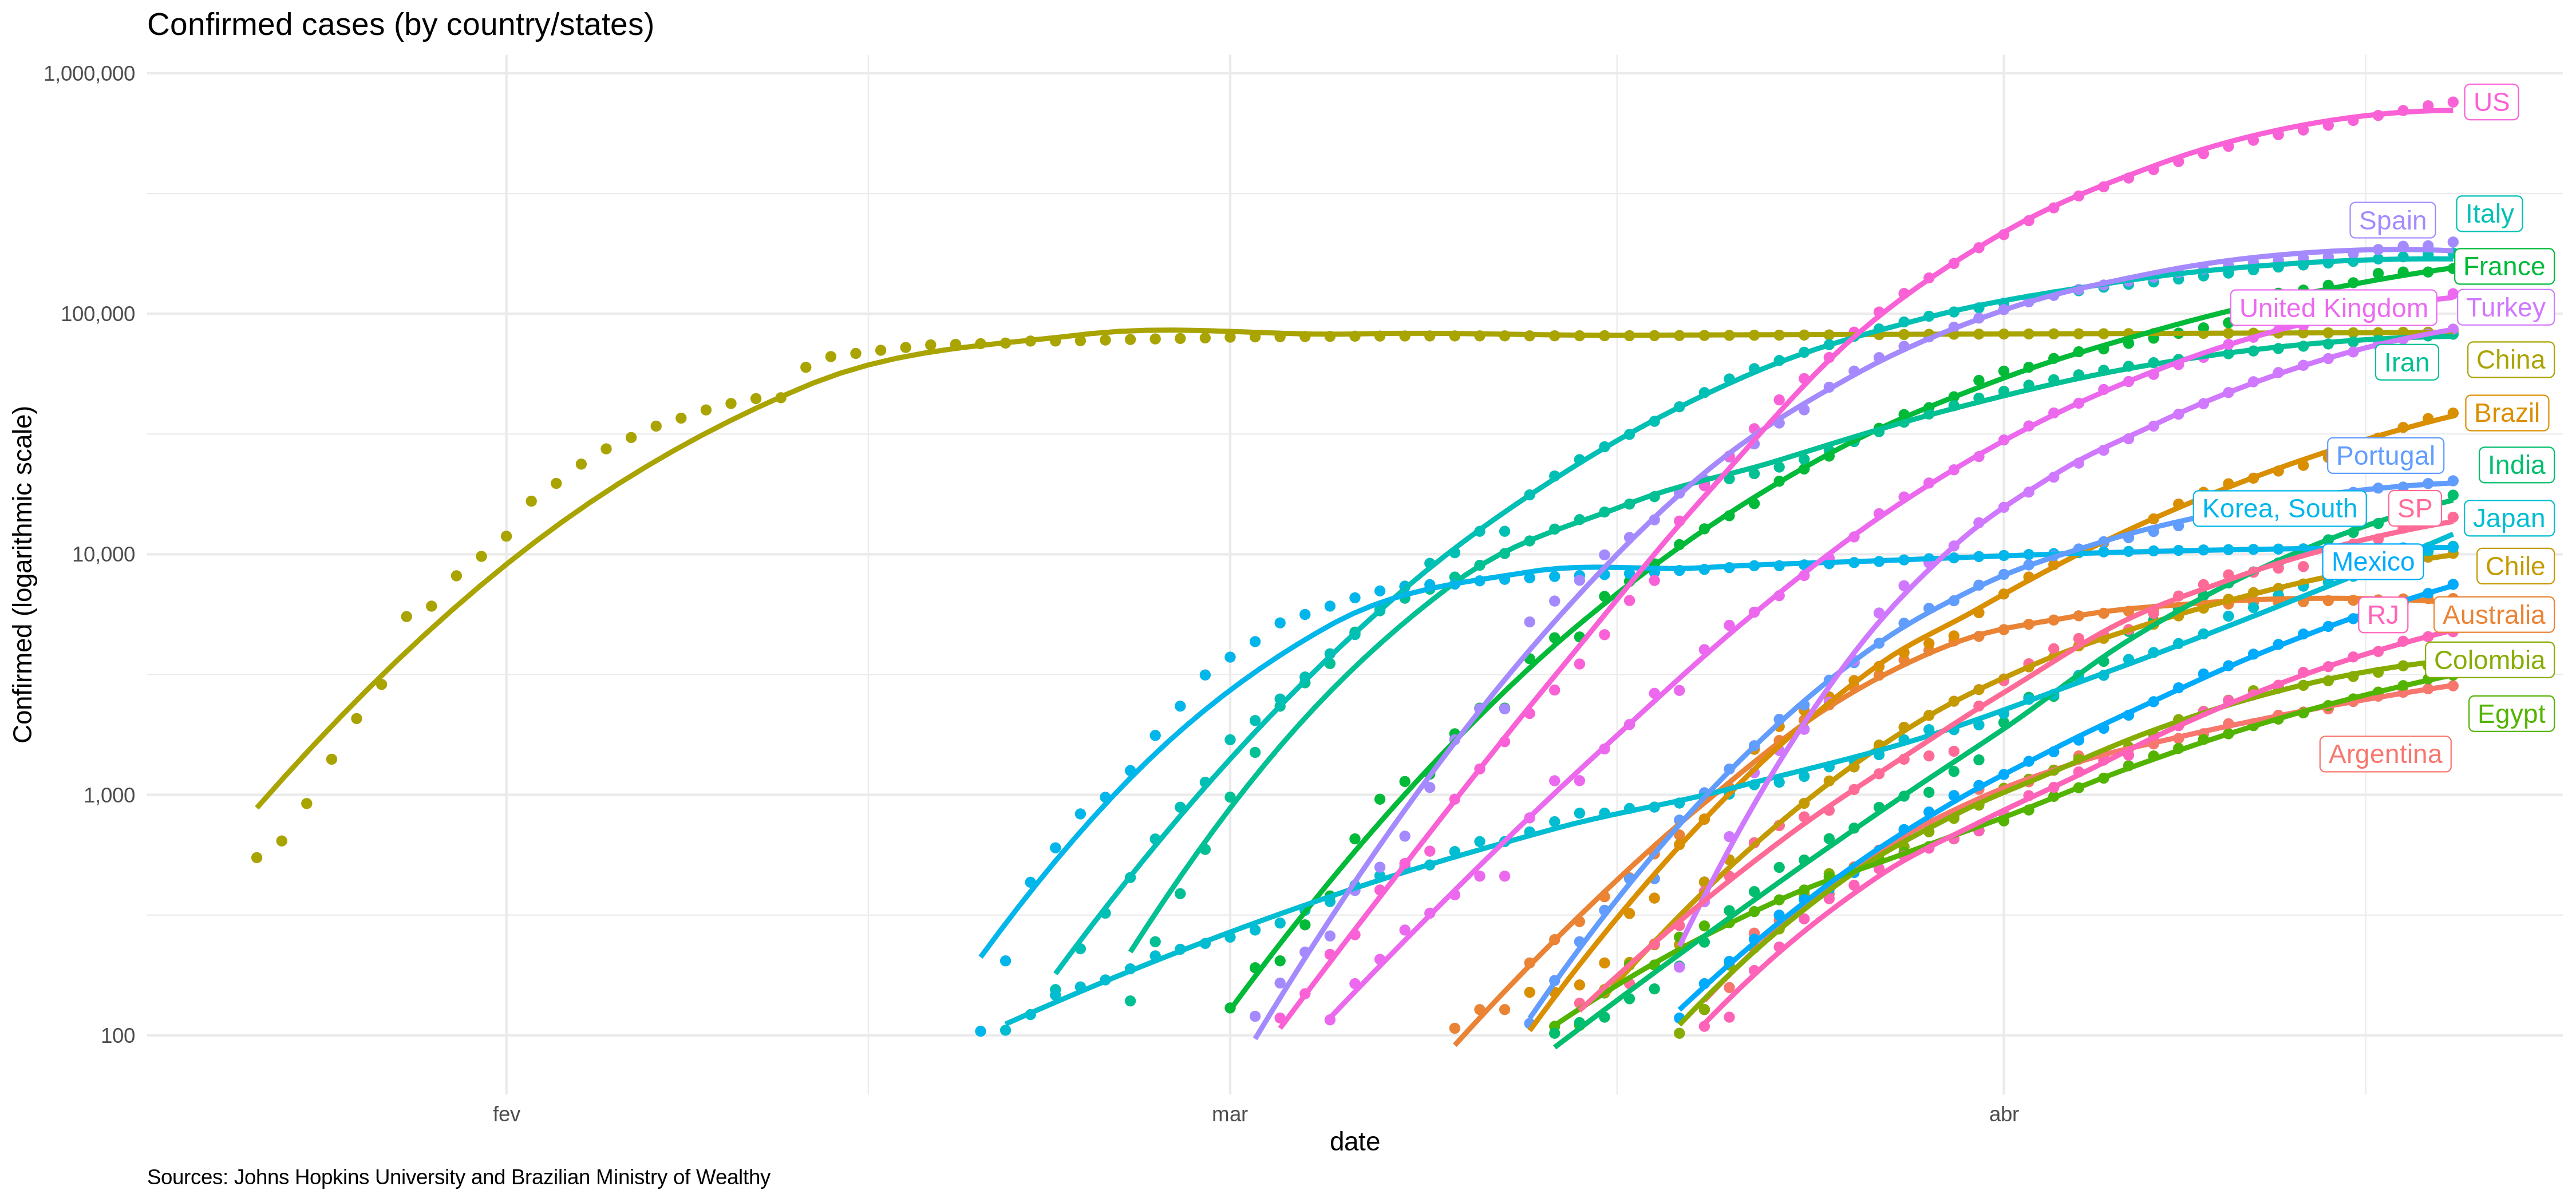 Confirmed cases (by country/states)
1,000,000
100,000
10,000
1,000
100
Confirmed (logarithmic scale)
US
Spain
Italy
France
United Kingdom
Turkey
Iran
China
Brazil
Portugal
India
Korea, South
SP
Japan
Mexico
Chile
RJ
Australia
Colombia
Egypt
Argentina
fev
mar
abr
date
Sources: Johns Hopkins University and Brazilian Ministry of Wealthy